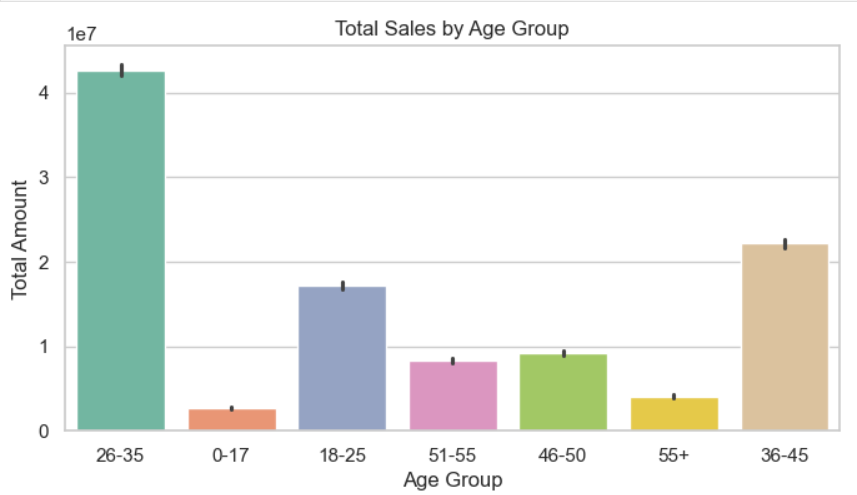 Total Sales by Age Group
1e7
4
3
2
1
0
Total Amount
26-35 0-17 18-25 51-55 46-50 55+ 36-45
Age Group